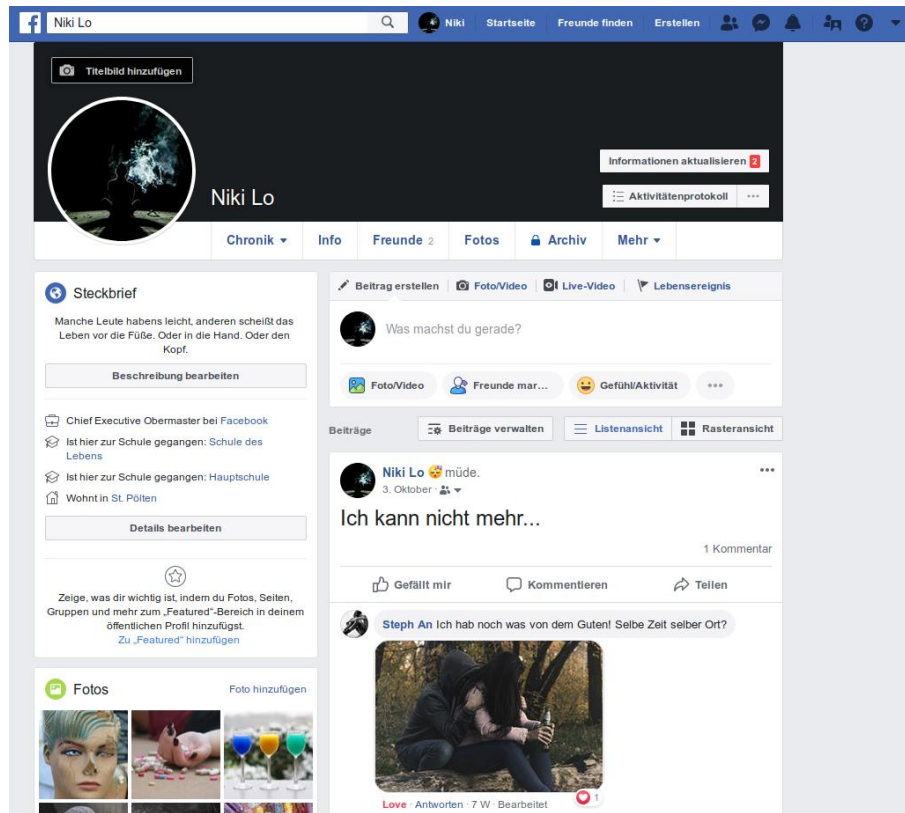 Niki Lo
Niki
Startseite
Freunde finden
Erstellen
Titelbild hinzufügen
Informationen aktualisieren 2
Niki Lo
Aktivitätenprotokoll
Chronik
Info
Freunde 2
Fotos
Archiv
Mehr
Steckbrief
Manche Leute habens leicht, anderen scheißt das
Leben vor die Füße. Oder in die Hand. Oder den
Kopf.
Beschreibung bearbeiten
Chief Executive Obermaster bei Facebook
Ist hier zur Schule gegangen: Schule des
Lebens
Ist hier zur Schule gegangen: Hauptschule
Wohnt in St. Pölten
Details bearbeiten
Zeige, was dir wichtig ist, indem du Fotos, Seiten,
Gruppen und mehr zum „Featured“-Bereich in deinem
öffentlichen Profil hinzufügst.
Zu „Featured“ hinzufügen
Fotos
Foto hinzufügen
Beitrag erstellen
Foto/Video
Live-Video
Lebensereignis
Was machst du gerade?
Foto/Video
Freunde mar...
Gefühl/Aktivität
Beiträge
Beiträge verwalten
Listenansicht
Rasteransicht
Niki Lo 😴 müde.
3. Oktober ·
Ich kann nicht mehr...
1 Kommentar
Gefällt mir
Kommentieren
Teilen
Steph An Ich hab noch was von dem Guten! Selbe Zeit selber Ort?
Love · Antworten · 7 W · Bearbeitet
1